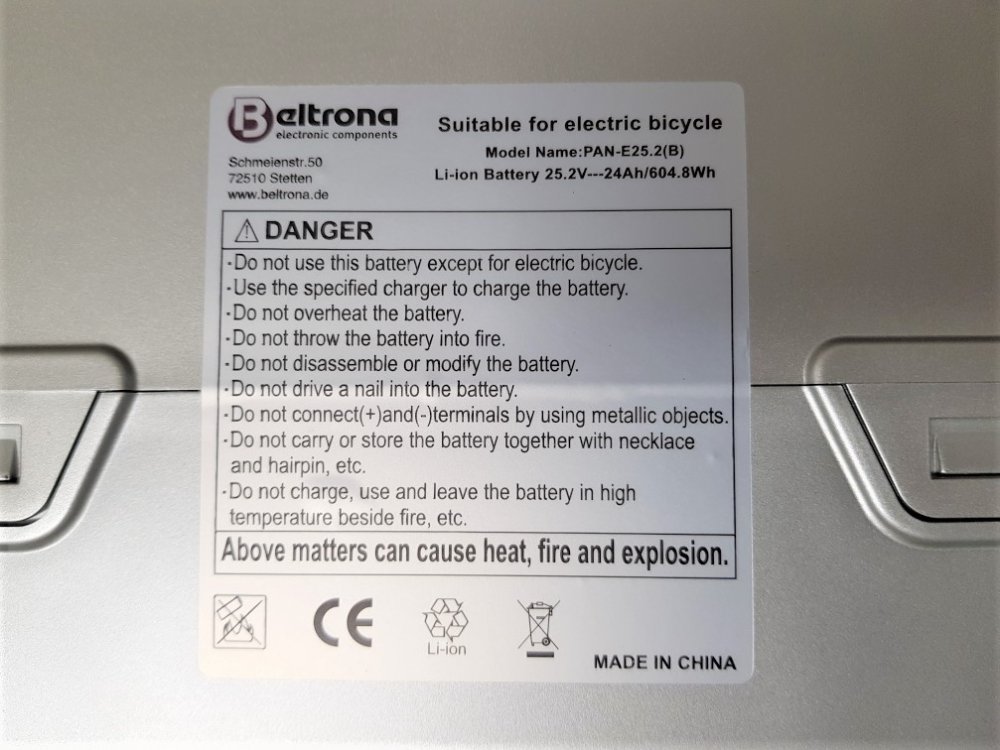 Beltrona
electronic components
Schmeienstr.50
72510 Stetten
www.beltrona.de
Suitable for electric bicycle
Model Name:PAN-E25.2(B)
Li-ion Battery 25.2V---24Ah/604.8Wh
DANGER
·Do not use this battery except for electric bicycle.
·Use the specified charger to charge the battery.
·Do not overheat the battery.
·Do not throw the battery into fire.
·Do not disassemble or modify the battery.
·Do not drive a nail into the battery.
·Do not connect(+)and(-)terminals by using metallic objects.
·Do not carry or store the battery together with necklace
and hairpin, etc.
·Do not charge, use and leave the battery in high
temperature beside fire, etc.
Above matters can cause heat, fire and explosion.
CE
Li-ion
MADE IN CHINA